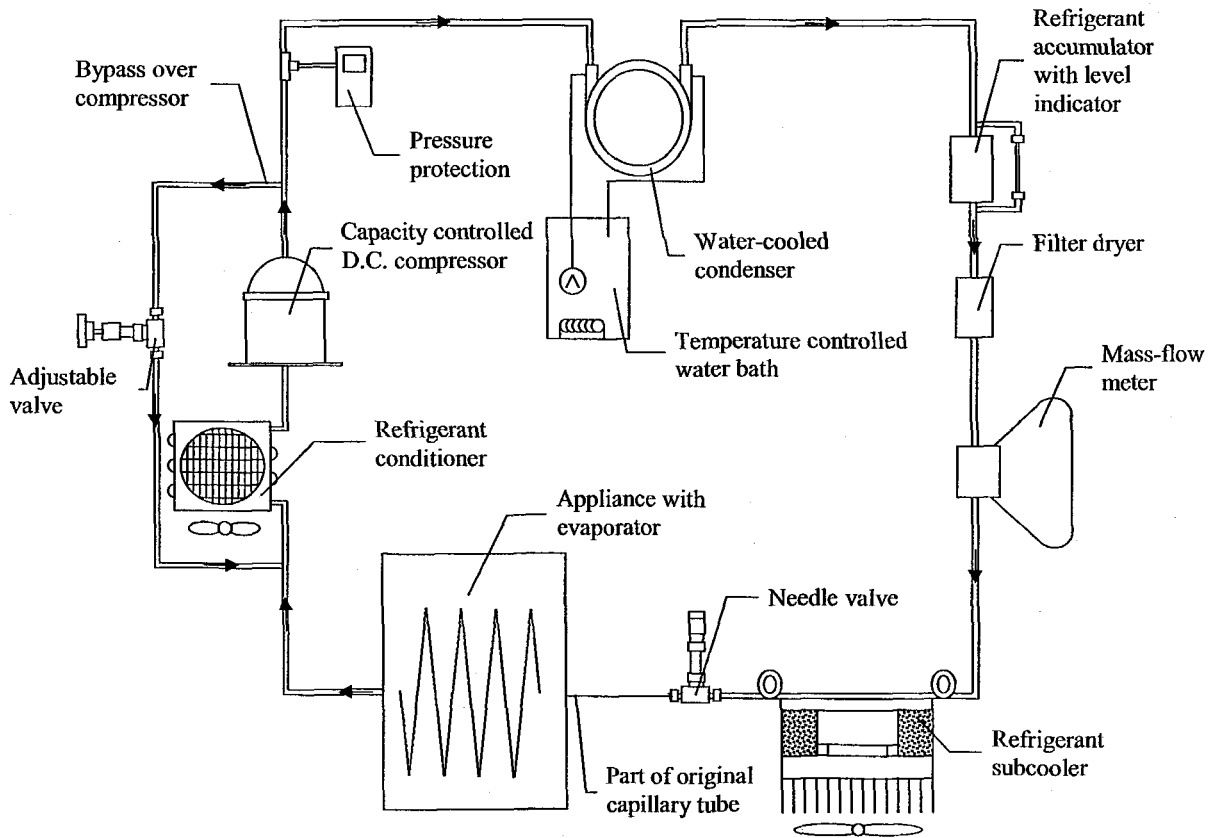 Refrigerant
accumulator
with level
indicator
Bypass over
compressor
Pressure
protection
Capacity controlled
D.C. compressor
Water-cooled
condenser
Filter dryer
Temperature controlled
water bath
Mass-flow
meter
Adjustable
valve
Refrigerant
conditioner
Appliance with
evaporator
Needle valve
Refrigerant
subcooler
Part of original
capillary tube